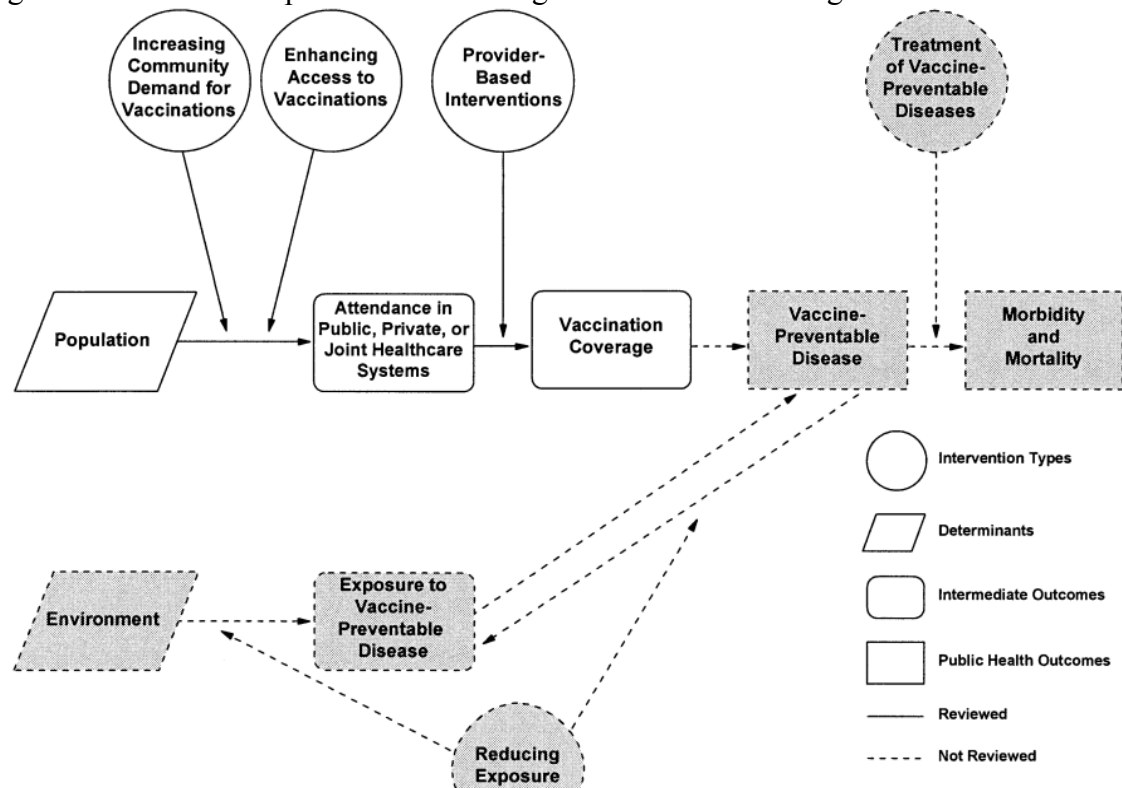 Increasing
Community
Demand for
Vaccinations
Enhancing
Access to
Vaccinations
Provider-
Based
Interventions
Treatment
of Vaccine-
Preventable
Diseases
Population
Attendance in
Public, Private, or
Joint Healthcare
Systems
Vaccination
Coverage
Vaccine-
Preventable
Disease
Morbidity
and
Mortality
Environment
Exposure to
Vaccine-
Preventable
Disease
Reducing
Exposure
Intervention Types
Determinants
Intermediate Outcomes
Public Health Outcomes
Reviewed
Not Reviewed